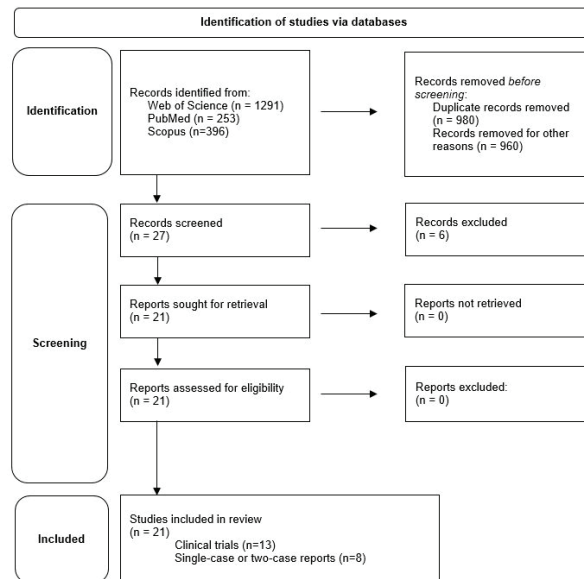 Identification of studies via databases
Identification
Records identified from:
Web of Science (n = 1291)
PubMed (n = 253)
Scopus (n=396)
Records removed before
screening:
Duplicate records removed
(n = 980)
Records removed for other
reasons (n = 960)
Screening
Records screened
(n = 27)
Records excluded
(n = 6)
Reports sought for retrieval
(n = 21)
Reports not retrieved
(n = 0)
Reports assessed for eligibility
(n = 21)
Reports excluded:
(n = 0)
Included
Studies included in review
(n = 21)
Clinical trials (n=13)
Single-case or two-case reports (n=8)